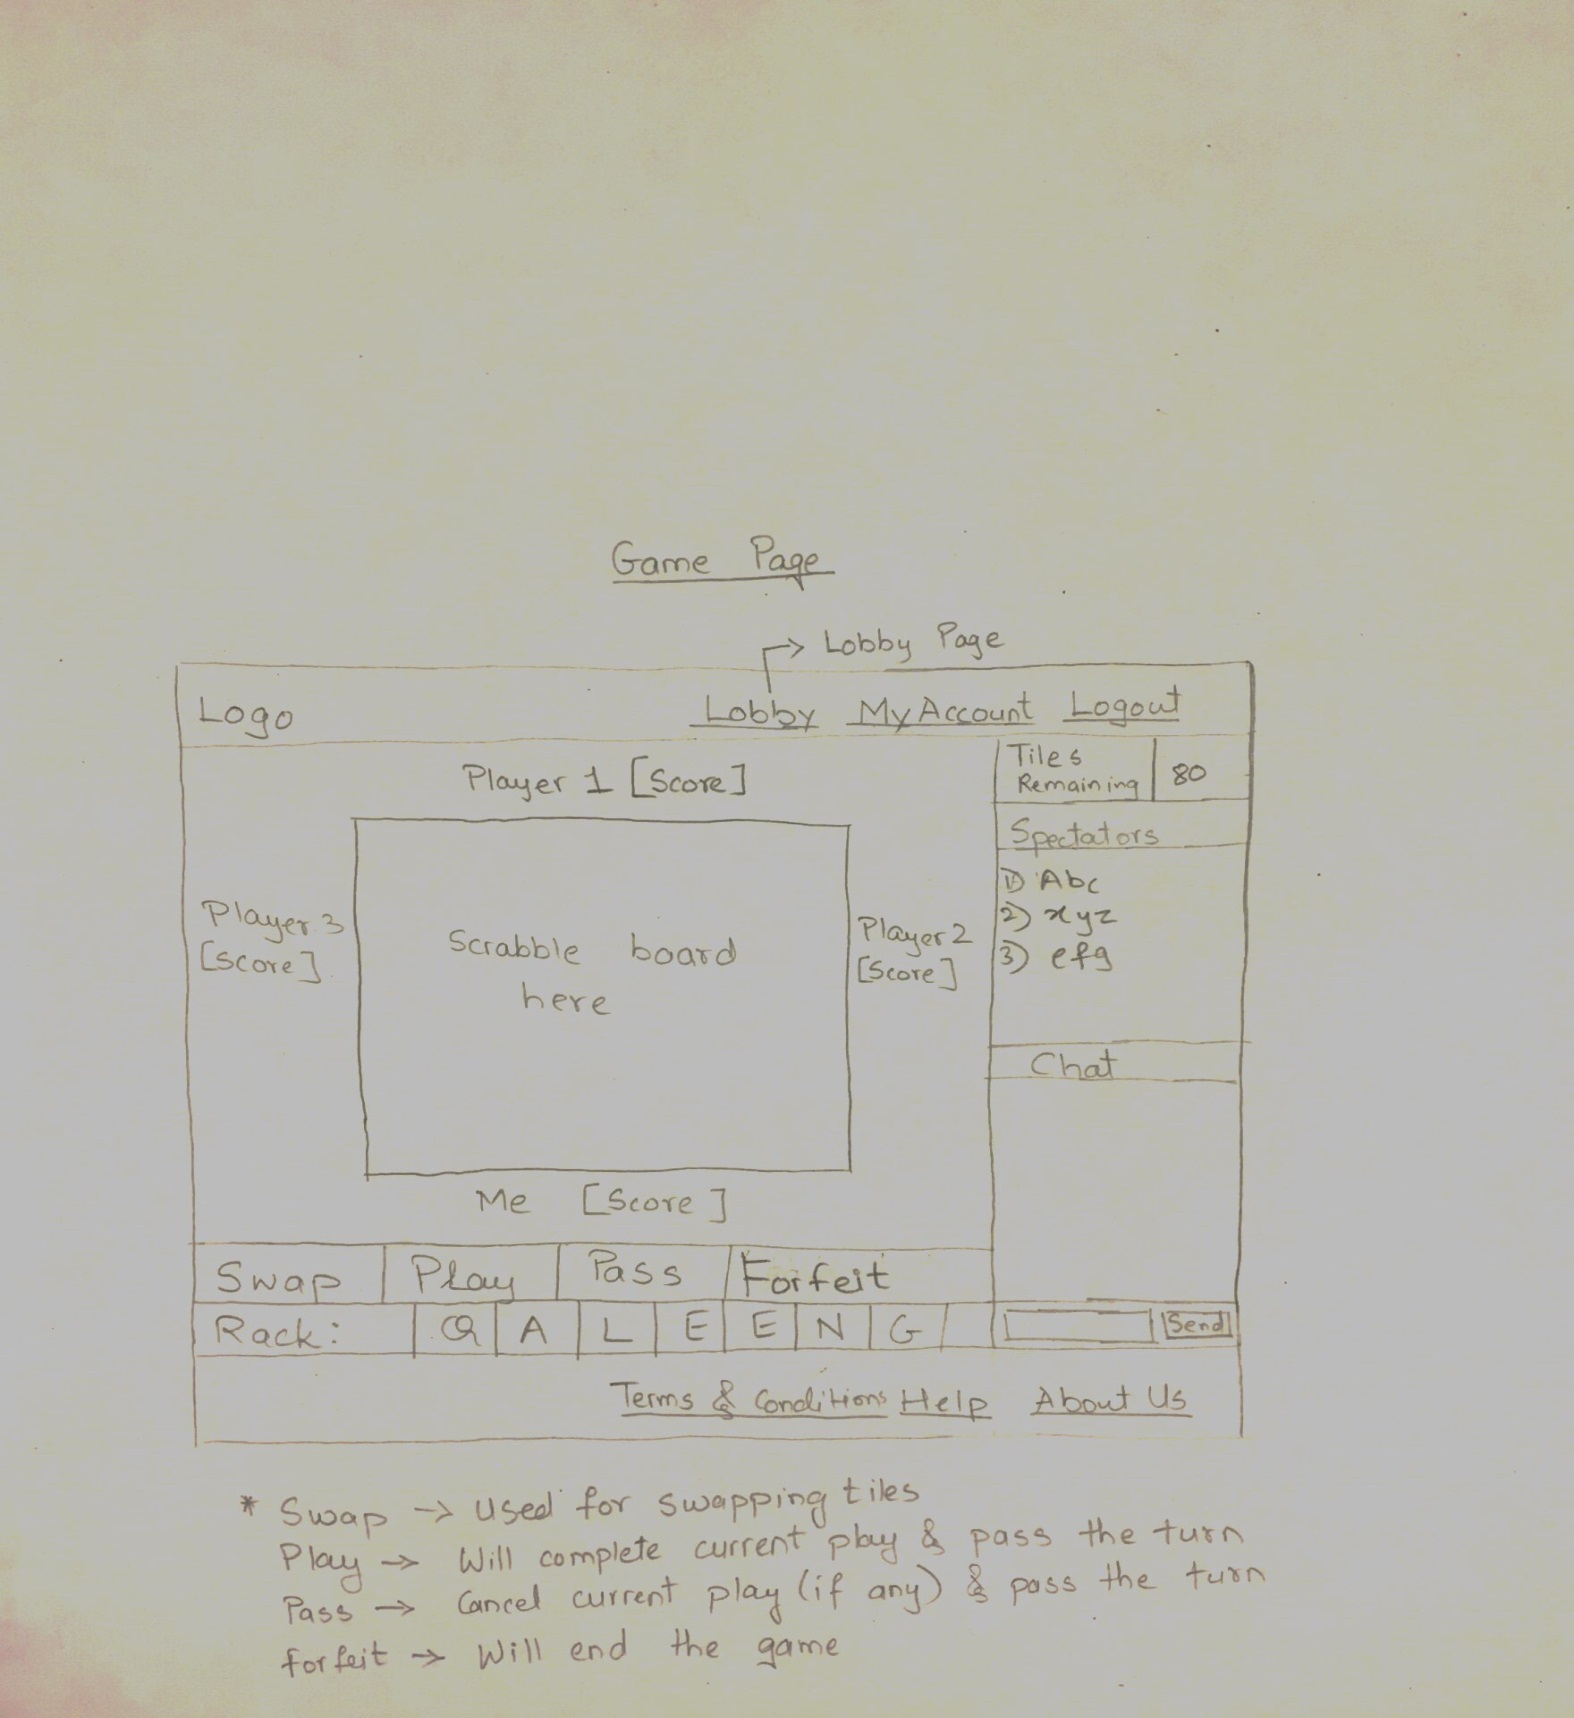 Game Page
Lobby Page
Logo Lobby My Account Logout
Tiles Remaining 80
Player 1 [Score]
Spectators
1) Abc
2) xyz
3) efg
Player 3
[Score]
Scrabble board
here
Player 2
[Score]
Chat
Me [Score]
Swap Play Pass Forfeit
Rack: Q A L E E N G
Send
Terms & Conditions Help About Us
* Swap → Used for swapping tiles
Play → Will complete current play & pass the turn
Pass → Cancel current play (if any) & pass the turn
forfeit → Will end the game